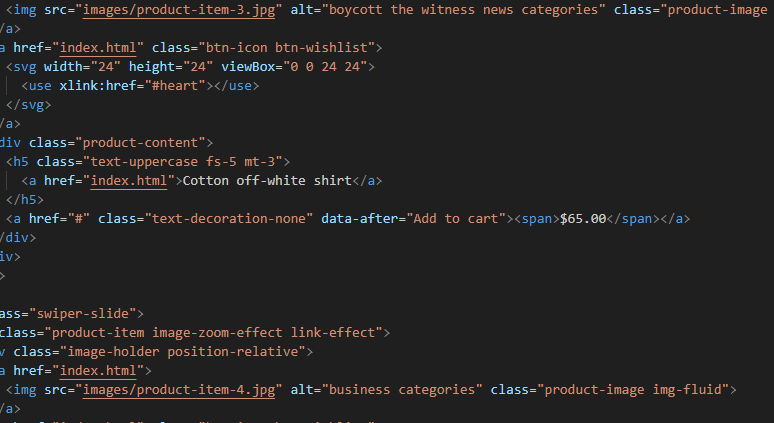 <img src="images/product-item-3.jpg" alt="boycott the witness news categories" class="product-image
/a>
a href="index.html" class="btn-icon btn-wishlist">
<svg width="24" height="24" viewBox="0 0 24 24">
<use xlink:href="#heart"></use>
</svg>
/a>
div class="product-content">
<h5 class="text-uppercase fs-5 mt-3">
<a href="index.html">Cotton off-white shirt</a>
</h5>
<a href="#" class="text-decoration-none" data-after="Add to cart"><span>$65.00</span></a>
/div>
iv>
>
ass="swiper-slide">
class="product-item image-zoom-effect link-effect">
v class="image-holder position-relative">
a href="index.html">
<img src="images/product-item-4.jpg" alt="business categories" class="product-image img-fluid">
/a>